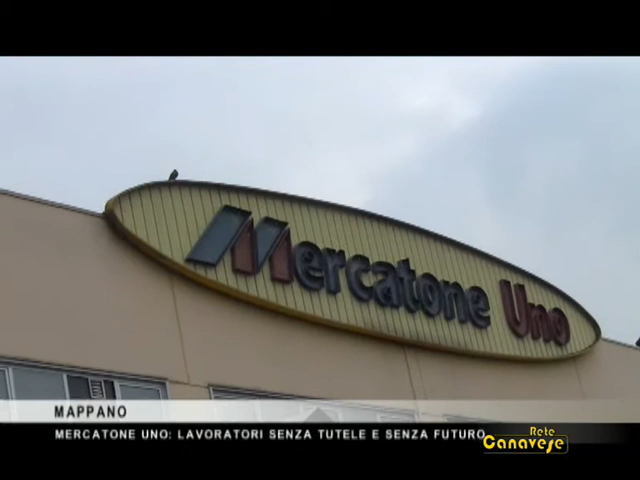 Mercatone Uno
MAPPANO
MERCATONE UNO: LAVORATORI SENZA TUTELE E SENZA FUTURO
Rete
Canavese